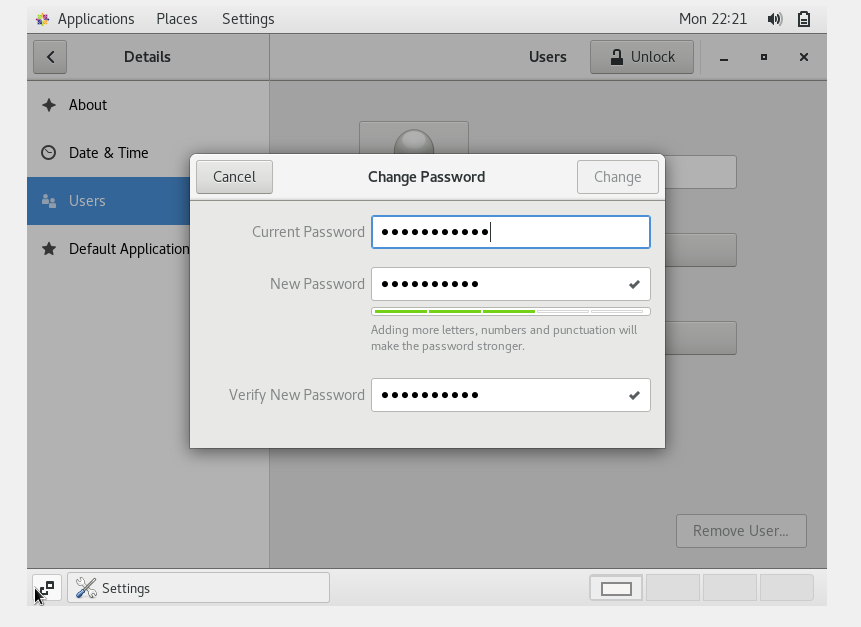 Applications Places Settings Mon 22:21
Details Users Unlock
About
Date & Time
Users
Default Application
Cancel Change Password Change
Current Password
New Password
Adding more letters, numbers and punctuation will
make the password stronger.
Verify New Password
Remove User...
Settings